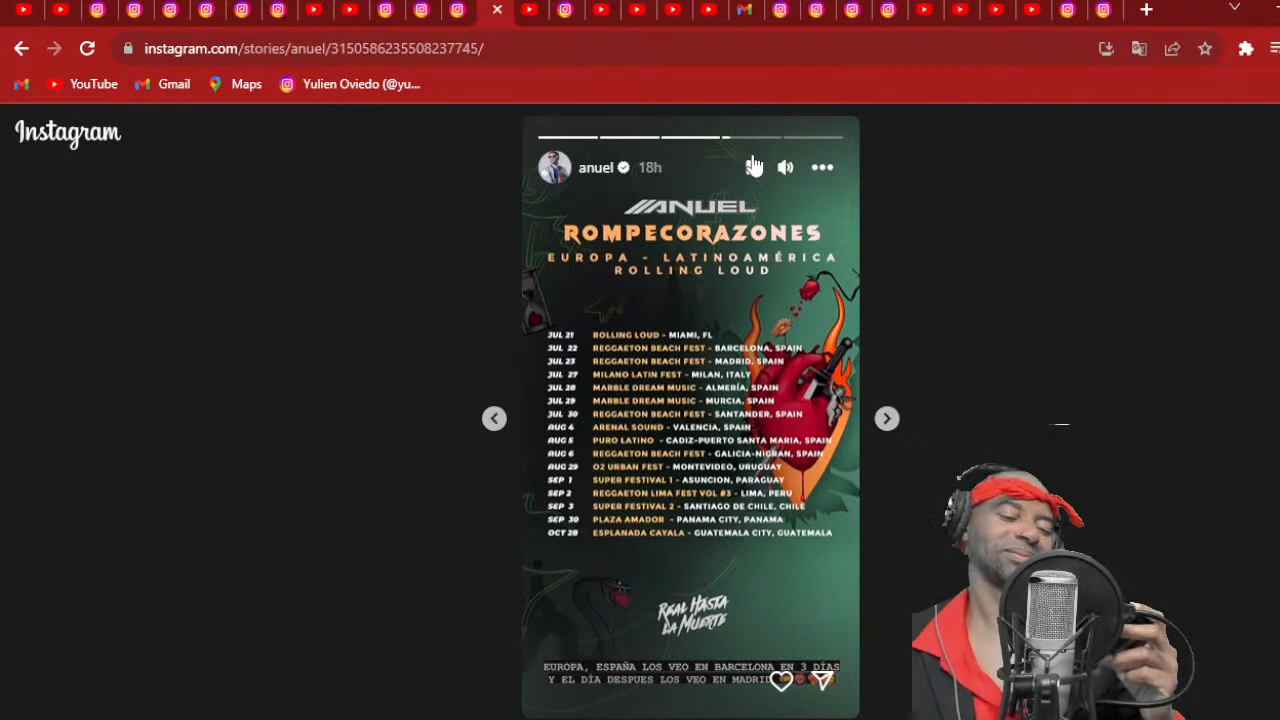 instagram.com/stories/anuel/3150586235508237745/
YouTube Gmail Maps Yulien Oviedo (@yu...
Instagram
anuel 18h
ANUEL
ROMPECORAZONES
EUROPA - LATINOAMÉRICA
ROLLING LOUD
JUL 21 ROLLING LOUD - MIAMI, FL
JUL 22 REGGAETON BEACH FEST - BARCELONA, SPAIN
JUL 23 REGGAETON BEACH FEST - MADRID, SPAIN
JUL 27 MILANO LATIN FEST - MILAN, ITALY
JUL 28 MARBLE DREAM MUSIC - ALMERÍA, SPAIN
JUL 29 MARBLE DREAM MUSIC - MURCIA, SPAIN
JUL 30 REGGAETON BEACH FEST - SANTANDER, SPAIN
AUG 4 ARENAL SOUND - VALENCIA, SPAIN
AUG 5 PURO LATINO - CADIZ-PUERTO SANTA MARIA, SPAIN
AUG 6 REGGAETON BEACH FEST - GALICIA-NIGRAN, SPAIN
AUG 29 O2 URBAN FEST - MONTEVIDEO, URUGUAY
SEP 1 SUPER FESTIVAL 1 - ASUNCION, PARAGUAY
SEP 2 REGGAETON LIMA FEST VOL #3 - LIMA, PERU
SEP 3 SUPER FESTIVAL 2 - SANTIAGO DE CHILE, CHILE
SEP 30 PLAZA AMADOR - PANAMA CITY, PANAMA
OCT 28 ESPLANADA CAYALA - GUATEMALA CITY, GUATEMALA
REAL HASTA
LA MUERTE
EUROPA, ESPAÑA LOS VEO EN BARCELONA EN 3 DÍAS
Y EL DÍA DESPUES LOS VEO EN MADRID